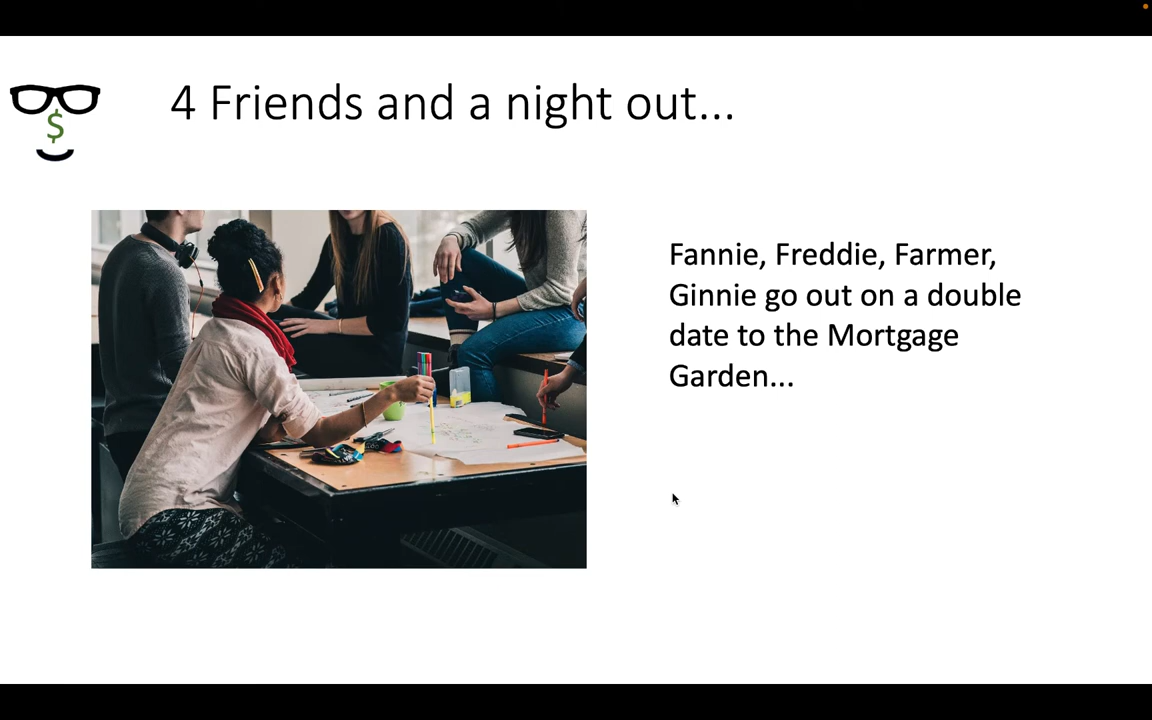 $
4 Friends and a night out...
Fannie, Freddie, Farmer,
Ginnie go out on a double
date to the Mortgage
Garden...